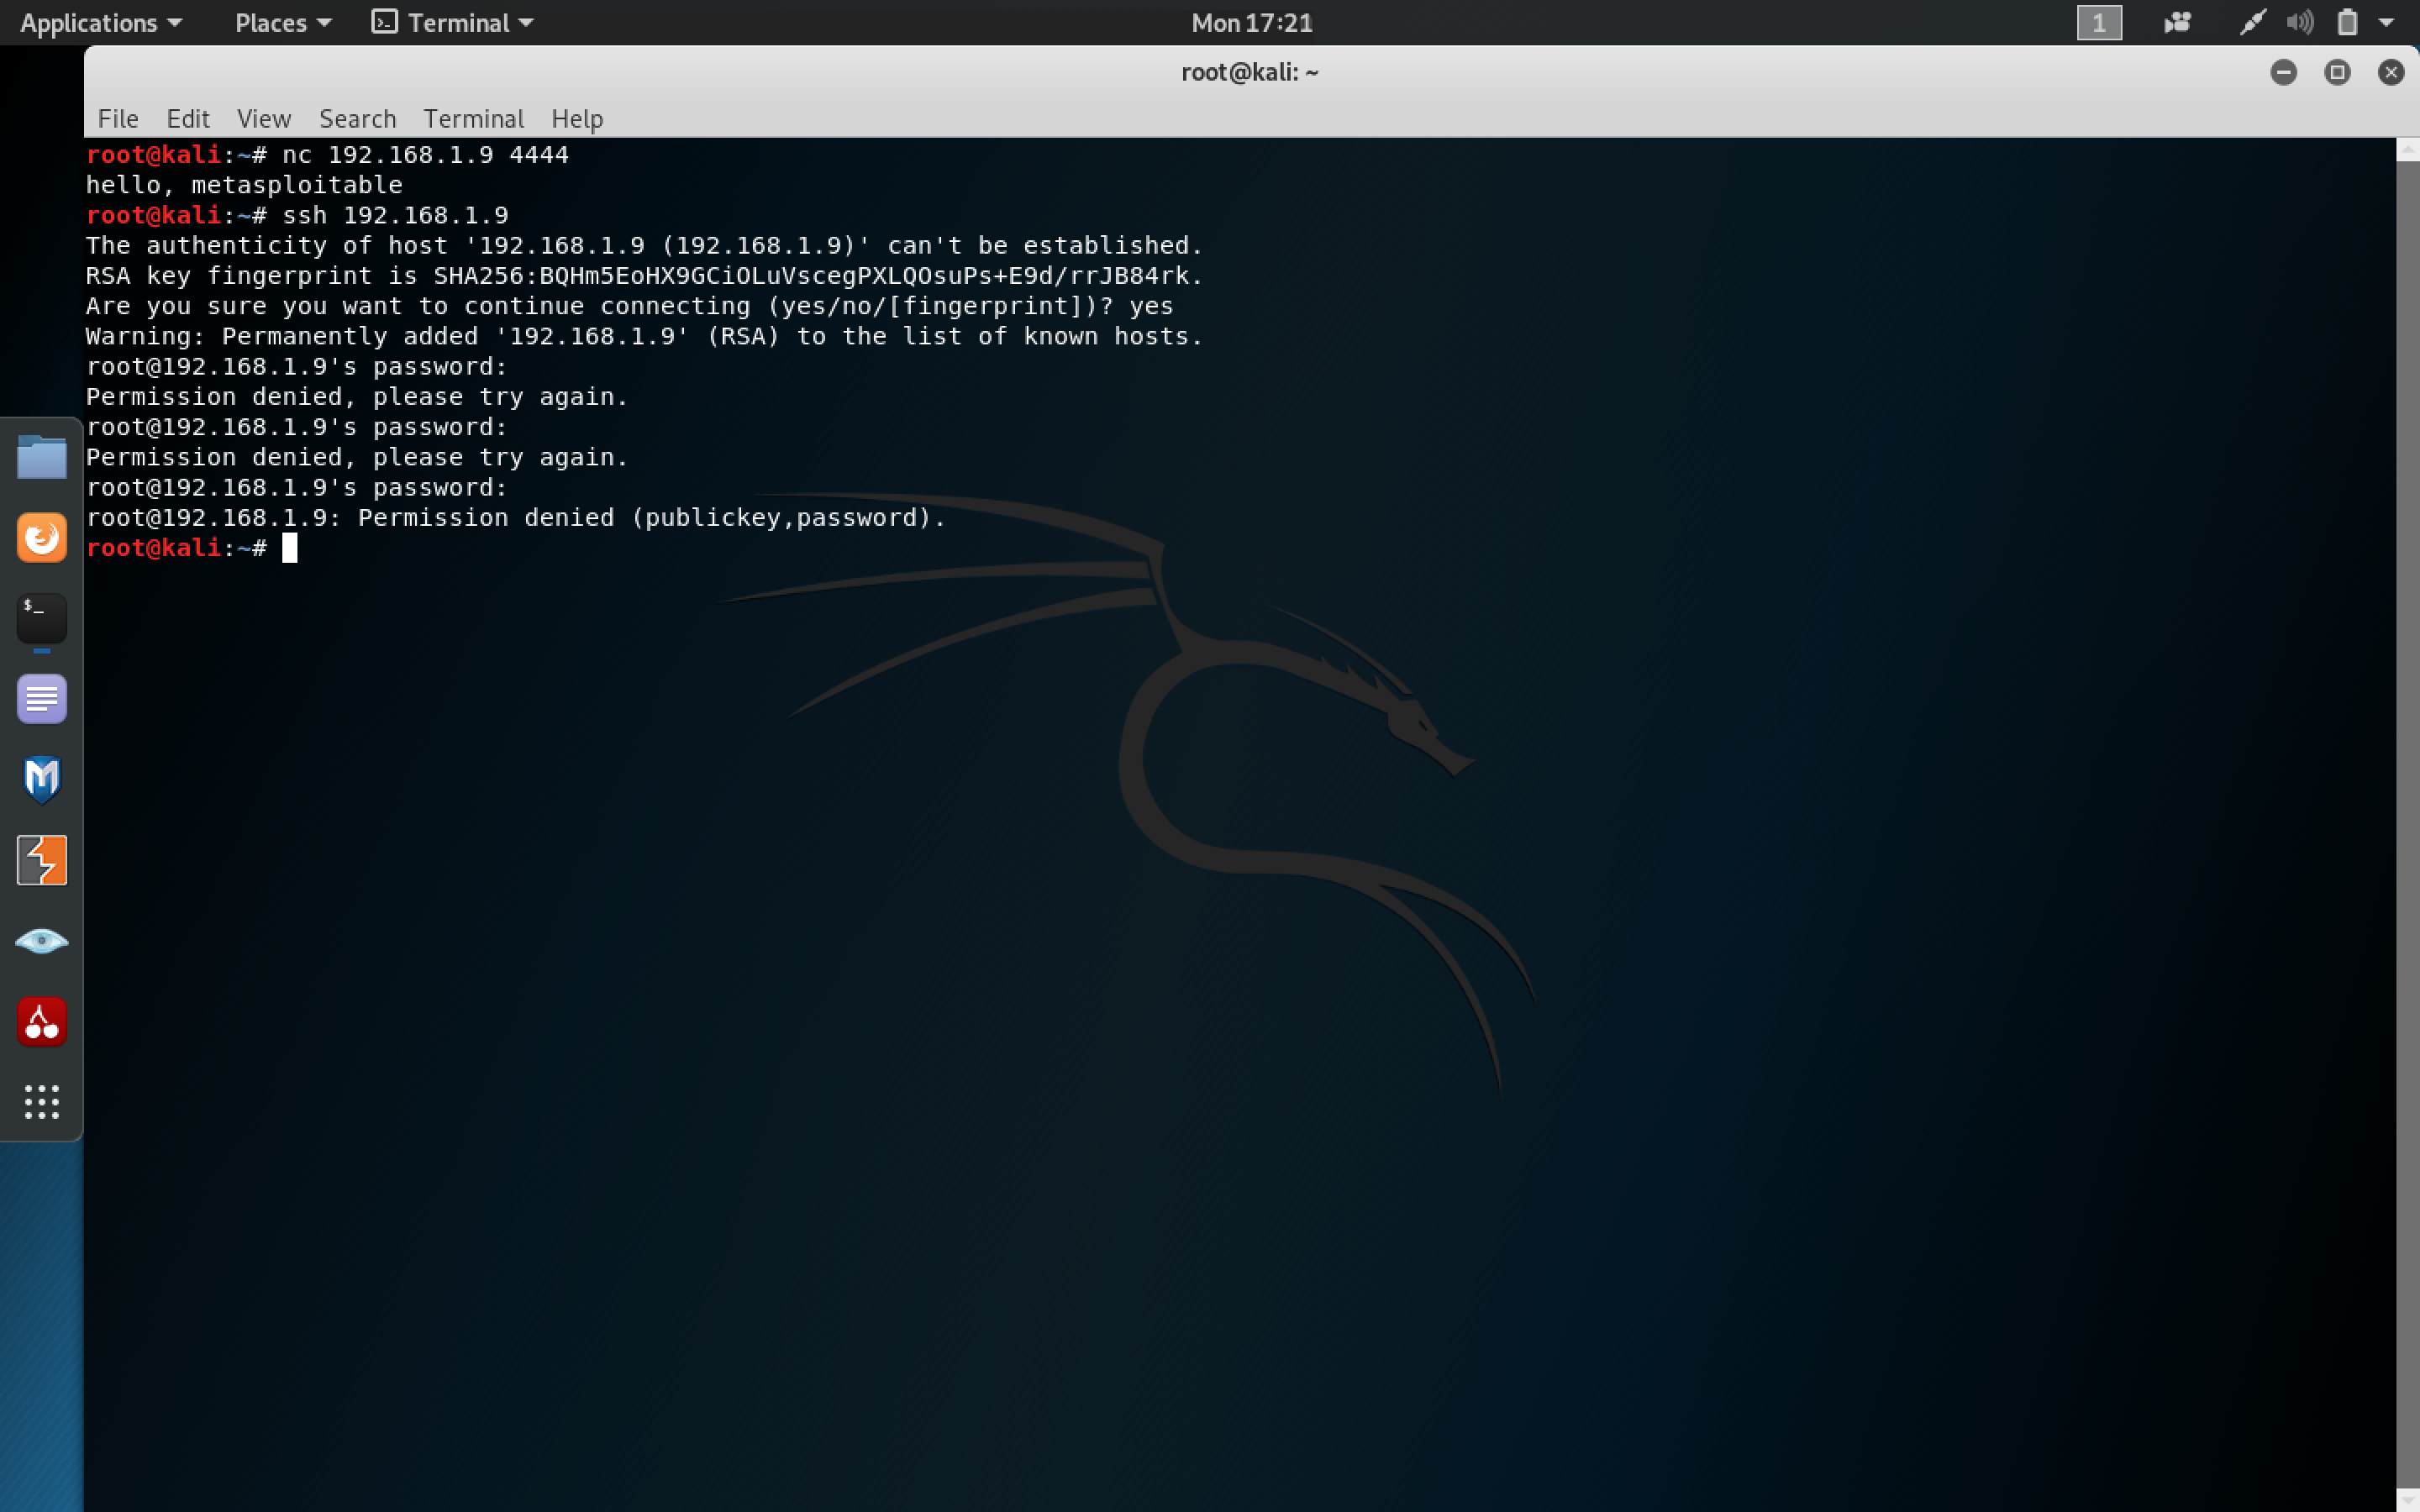 Applications Places Terminal Mon 17:21 1
root@kali: ~
File Edit View Search Terminal Help
root@kali:~# nc 192.168.1.9 4444
hello, metasploitable
root@kali:~# ssh 192.168.1.9
The authenticity of host '192.168.1.9 (192.168.1.9)' can't be established.
RSA key fingerprint is SHA256:BQHm5EoHX9GCiOLuVscegPXLQOsuPs+E9d/rrJB84rk.
Are you sure you want to continue connecting (yes/no/[fingerprint])? yes
Warning: Permanently added '192.168.1.9' (RSA) to the list of known hosts.
root@192.168.1.9's password:
Permission denied, please try again.
root@192.168.1.9's password:
Permission denied, please try again.
root@192.168.1.9's password:
root@192.168.1.9: Permission denied (publickey,password).
root@kali:~#
$_